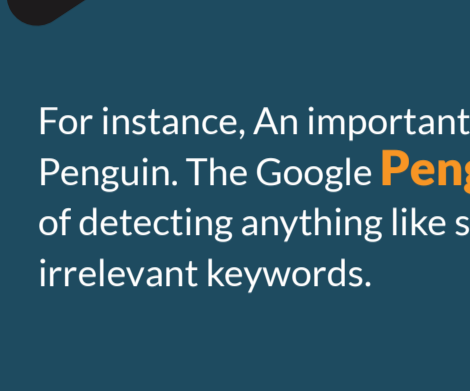 For instance, An important
Penguin. The Google
of detecting anything like
irrelevant keywords.